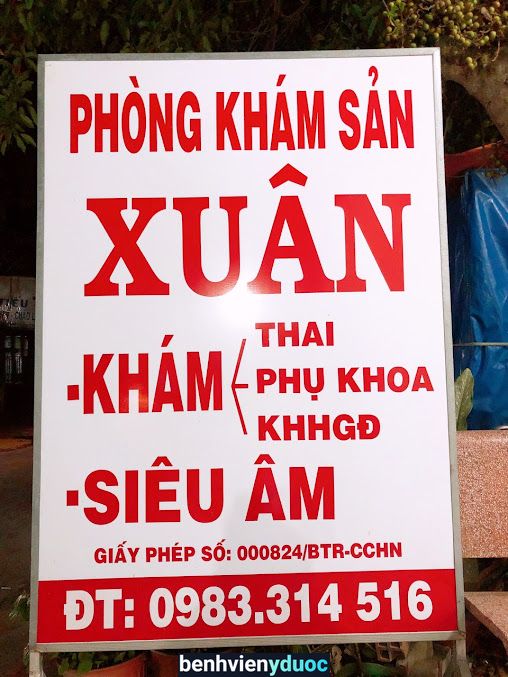 PHÒNG KHÁM SẢN
XUÂN
·KHÁM
THAI
PHỤ KHOA
KHHGĐ
·SIÊU ÂM
GIẤY PHÉP SỐ: 000824/BTR-CCHN
ĐT: 0983.314 516
benhvienyduoc